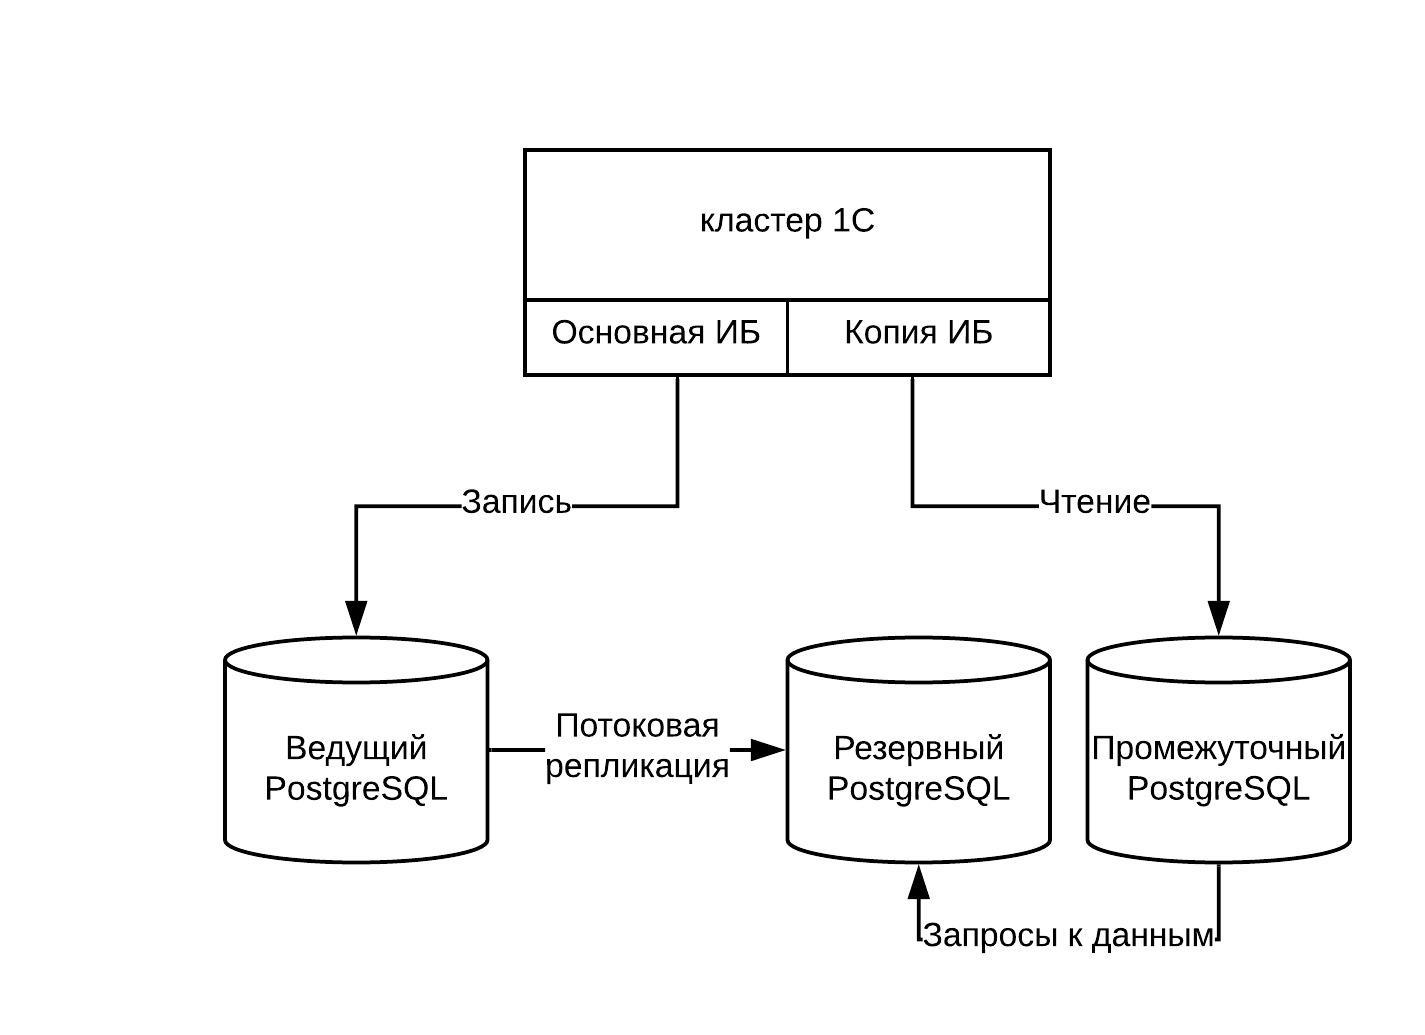 кластер 1С
Основная ИБ
Копия ИБ
Запись
Чтение
Ведущий
PostgreSQL
Потоковая
репликация
Резервный
PostgreSQL
Промежуточный
PostgreSQL
Запросы к данным